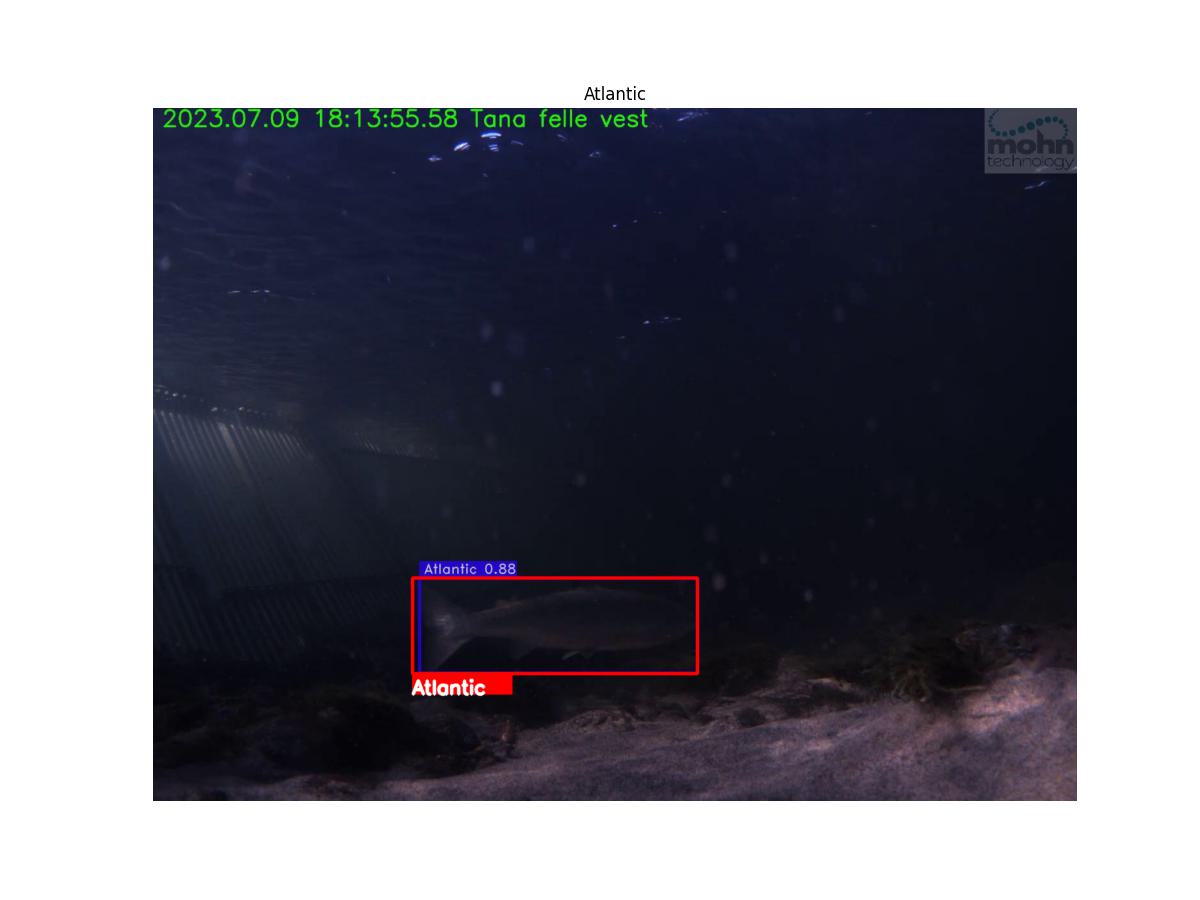 Atlantic
2023.07.09 18:13:55.58 Tana felle vest
mohn
technology
Atlantic 0.88
Atlantic